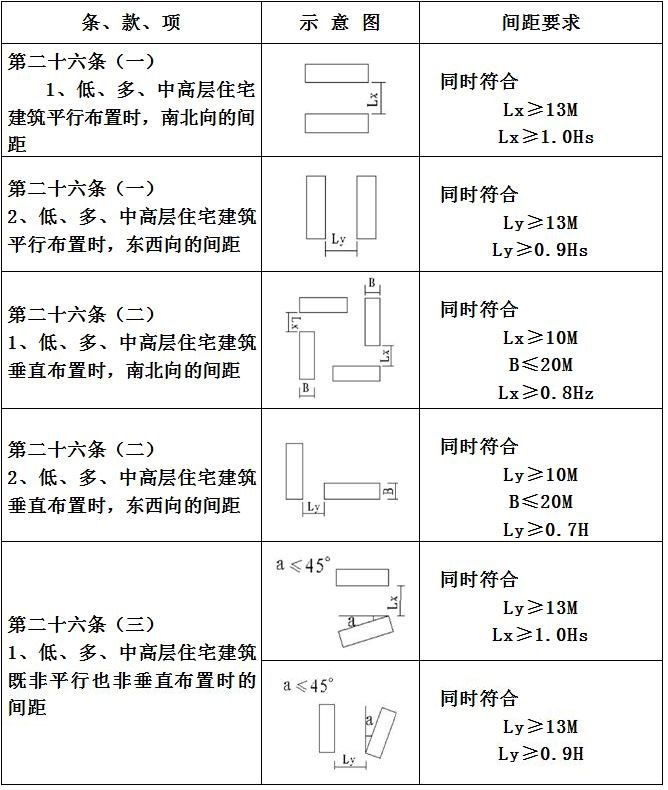 条、款、项
示 意 图
间距要求
第二十六条（一）
1、低、多、中高层住宅
建筑平行布置时，南北向的间
距
Lx
同时符合
Lx≥13M
Lx≥1.0Hs
第二十六条（一）
2、低、多、中高层住宅建筑
平行布置时，东西向的间距
Ly
同时符合
Ly≥13M
Ly≥0.9Hs
第二十六条（二）
1、低、多、中高层住宅建筑
垂直布置时，南北向的间距
B
Lx
Lx
B
同时符合
Lx≥10M
B≤20M
Lx≥0.8Hz
第二十六条（二）
2、低、多、中高层住宅建筑
垂直布置时，东西向的间距
Ly
B
同时符合
Ly≥10M
B≤20M
Ly≥0.7H
第二十六条（三）
1、低、多、中高层住宅建筑
既非平行也非垂直布置时的
间距
a≤45°
Lx
a
同时符合
Ly≥13M
Lx≥1.0Hs
a≤45°
a
Ly
同时符合
Ly≥13M
Ly≥0.9H